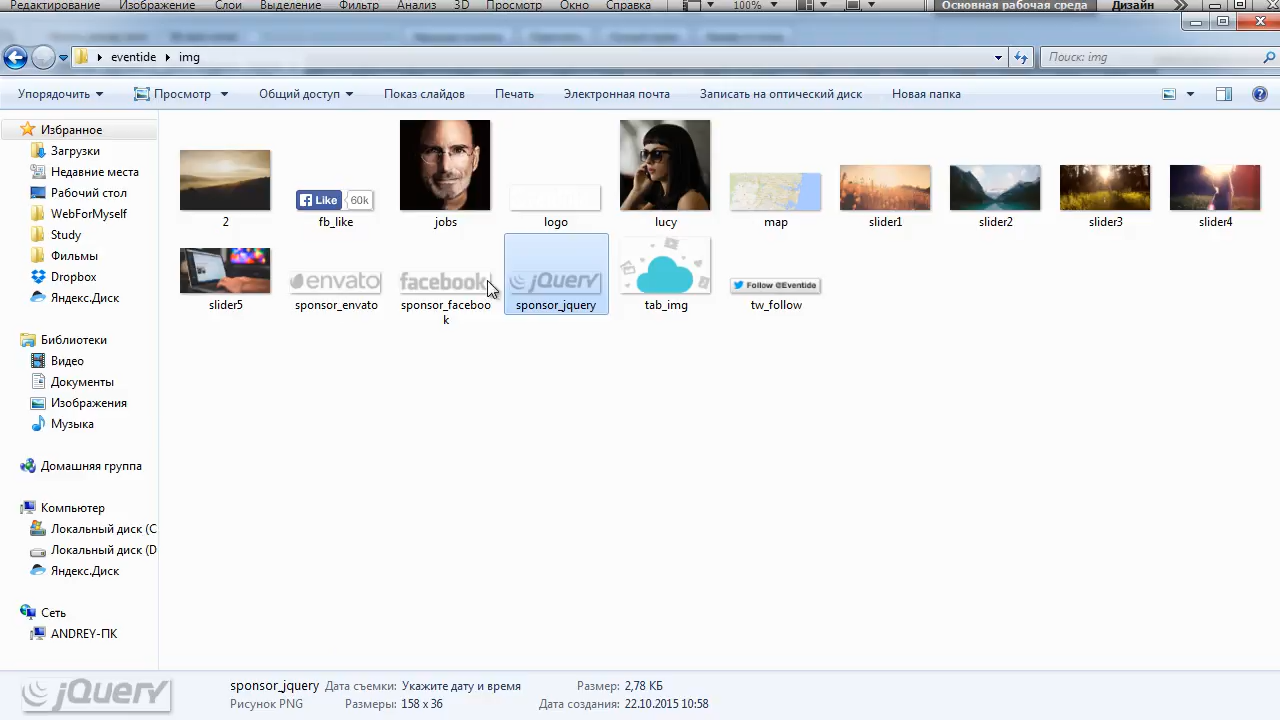 Редактирование Изображение Слои Выделение Фильтр Анализ 3D Просмотр Окно Справка 100% Основная рабочая среда Дизайн
eventide img Поиск: img
Упорядочить Просмотр Общий доступ Показ слайдов Печать Электронная почта Записать на оптический диск Новая папка
Избранное
Загрузки
Недавние места
Рабочий стол
WebForMyself
Study
Фильмы
Dropbox
Яндекс.Диск
Библиотеки
Видео
Документы
Изображения
Музыка
Домашняя группа
Компьютер
Локальный диск (C
Локальный диск (D
Яндекс.Диск
Сеть
ANDREY-ПК
Like 60k
2 fb_like jobs logo lucy map slider1 slider2 slider3 slider4
envato facebook jQuery Follow @Eventide
slider5 sponsor_envato sponsor_faceboo
k sponsor_jquery tab_img tw_follow
jQuery
sponsor_jquery Дата съемки: Укажите дату и время Размер: 2,78 КБ
Рисунок PNG Размеры: 158 x 36 Дата создания: 22.10.2015 10:58